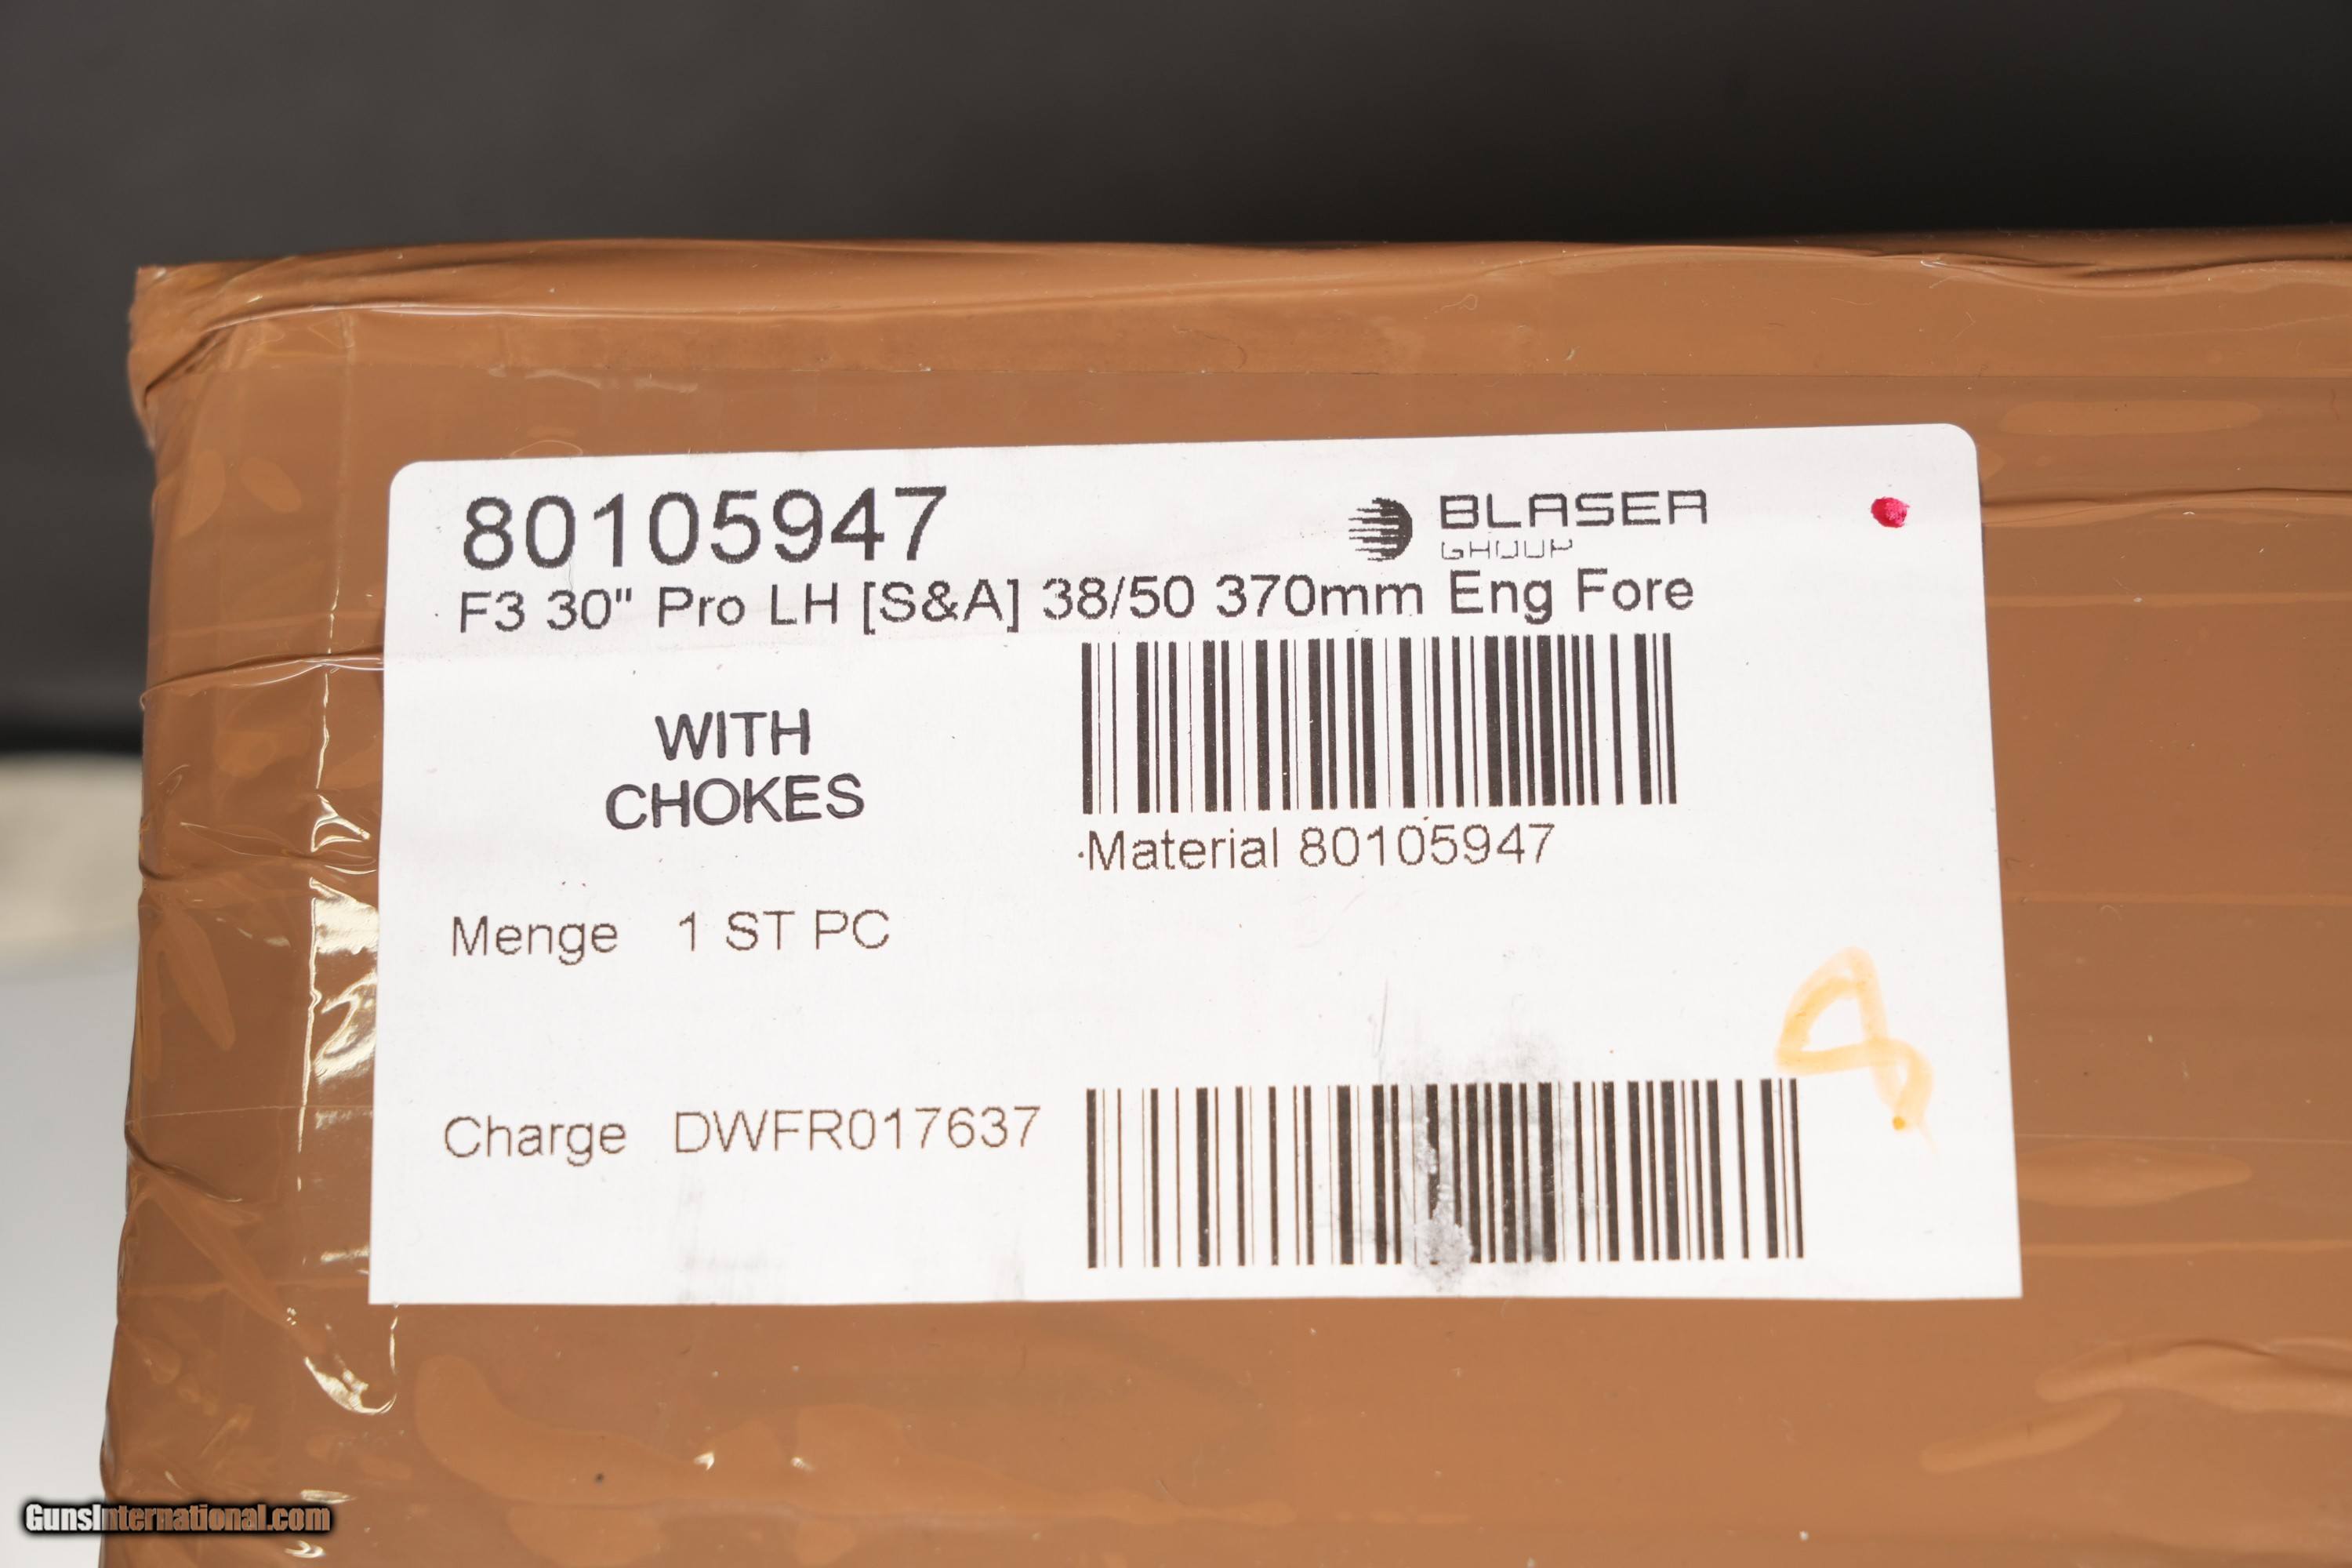 80105947
BLASER
GROUP
F3 30" Pro LH [S&A] 38/50 370mm Eng Fore
WITH
CHOKES
Material 80105947
Menge 1 ST PC
Charge DWFR017637
GunsInternational.com